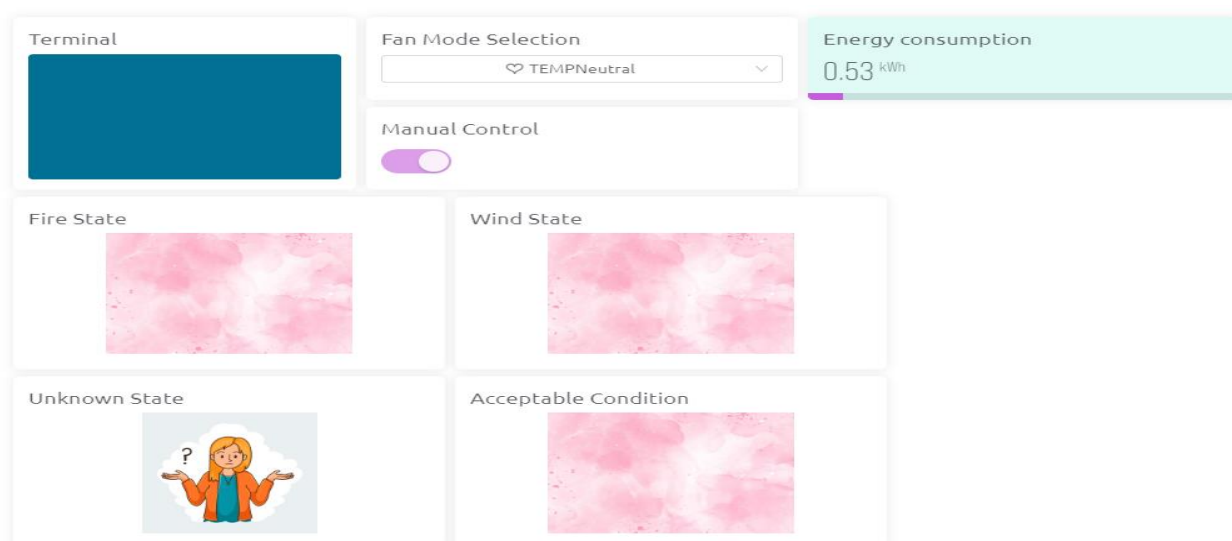 Terminal
Fan Mode Selection
♡ TEMPNeutral
Energy consumption
0.53 kWh
Manual Control
Fire State
Wind State
Unknown State
?
Acceptable Condition